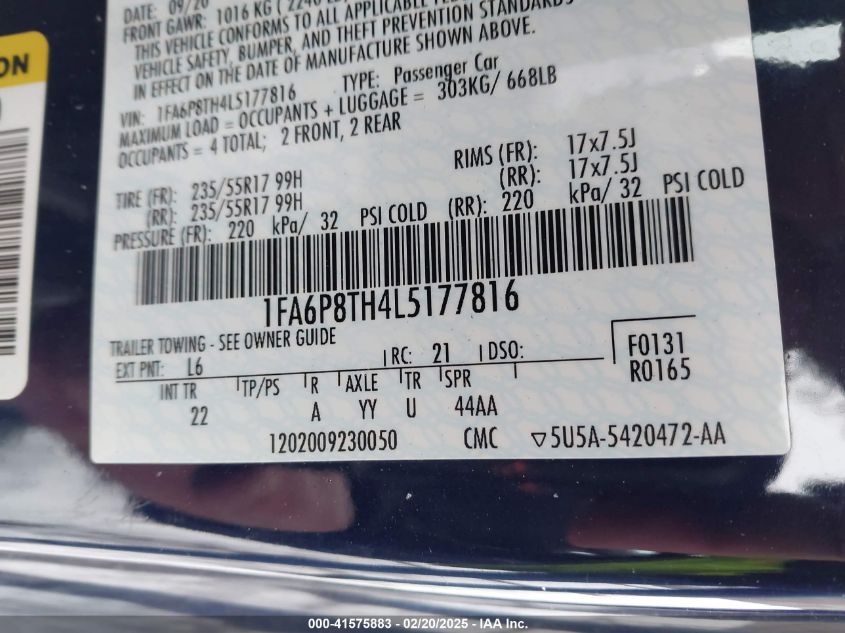 DATE: 09/20
FRONT GAWR: 1016 KG
THIS VEHICLE CONFORMS TO ALL APPLICABLE
VEHICLE SAFETY, BUMPER, AND THEFT PREVENTION STANDARDS
IN EFFECT ON THE DATE OF MANUFACTURE SHOWN ABOVE.
VIN: 1FA6P8TH4L5177816 TYPE: Passenger Car
MAXIMUM LOAD = OCCUPANTS + LUGGAGE = 303KG/ 668LB
OCCUPANTS = 4 TOTAL; 2 FRONT, 2 REAR
TIRE (FR): 235/55R17 99H RIMS (FR): 17x7.5J
(RR): 235/55R17 99H (RR): 17x7.5J
PRESSURE (FR): 220 kPa/ 32 PSI COLD (RR): 220 kPa/ 32 PSI COLD
1FA6P8TH4L5177816
TRAILER TOWING - SEE OWNER GUIDE
EXT PNT: L6 RC: 21 DSO: F0131
INT TR TP/PS R AXLE TR SPR R0165
22 A YY U 44AA
1202009230050 CMC ▽5U5A-5420472-AA
ON
000-41575883 - 02/20/2025 - IAA Inc.